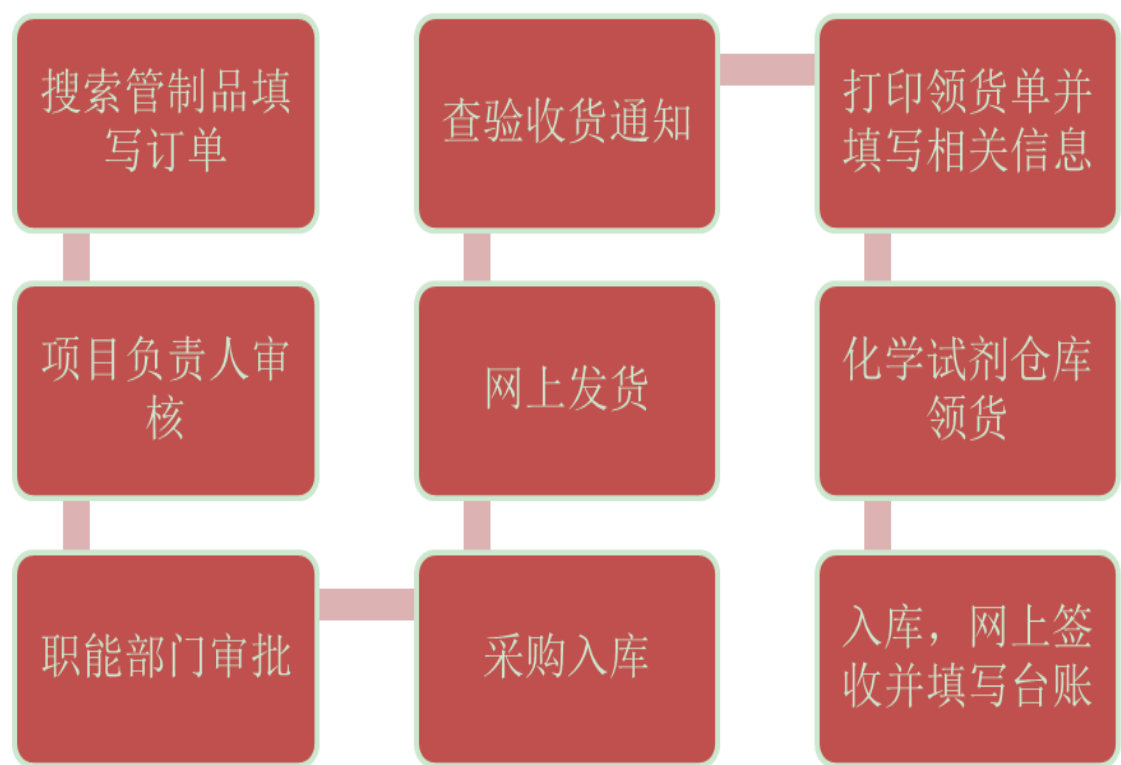 搜索管制品填
写订单
项目负责人审
核
职能部门审批
采购入库
网上发货
查验收货通知
打印领货单并
填写相关信息
化学试剂仓库
领货
入库，网上签
收并填写台账